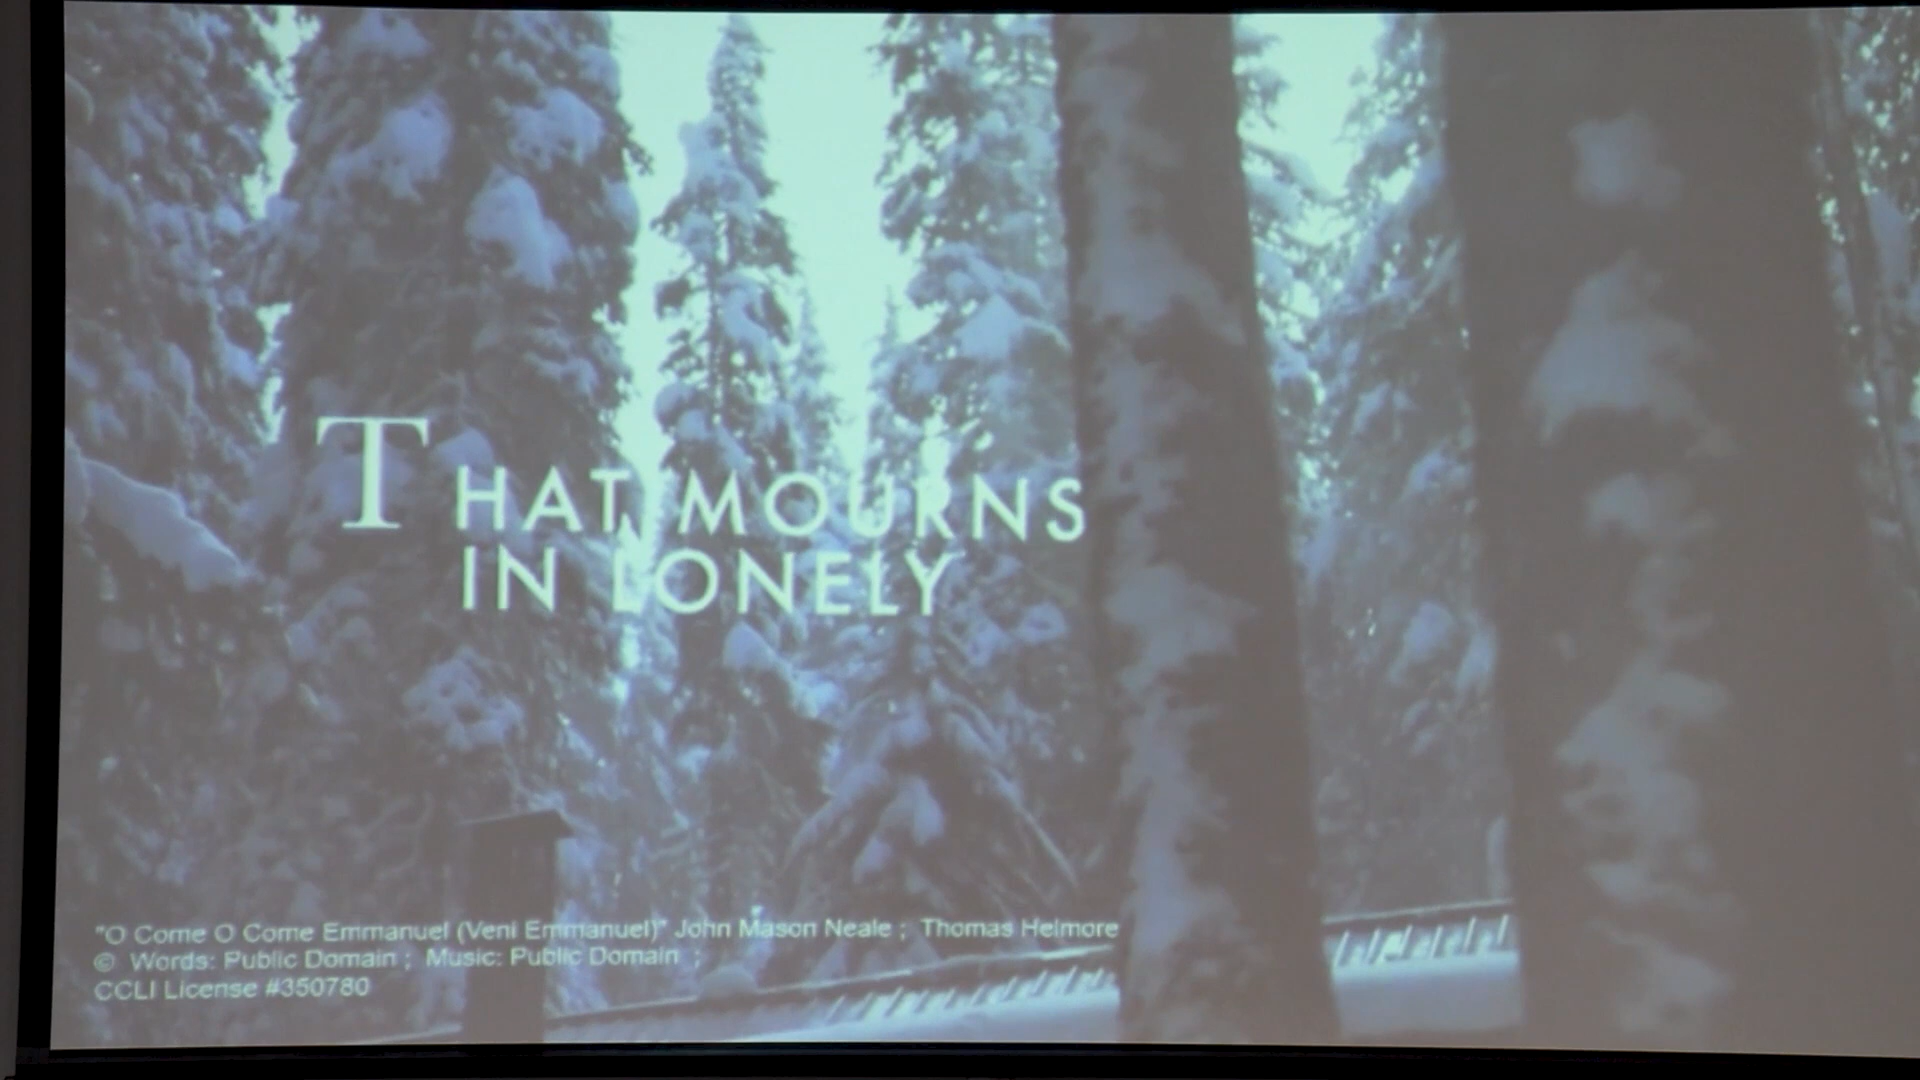 THAT MOURNS
IN LONELY
"O Come O Come Emmanuel (Veni Emmanuel)" John Mason Neale ; Thomas Helmore
© Words: Public Domain ; Music: Public Domain ;
CCLI License #350780